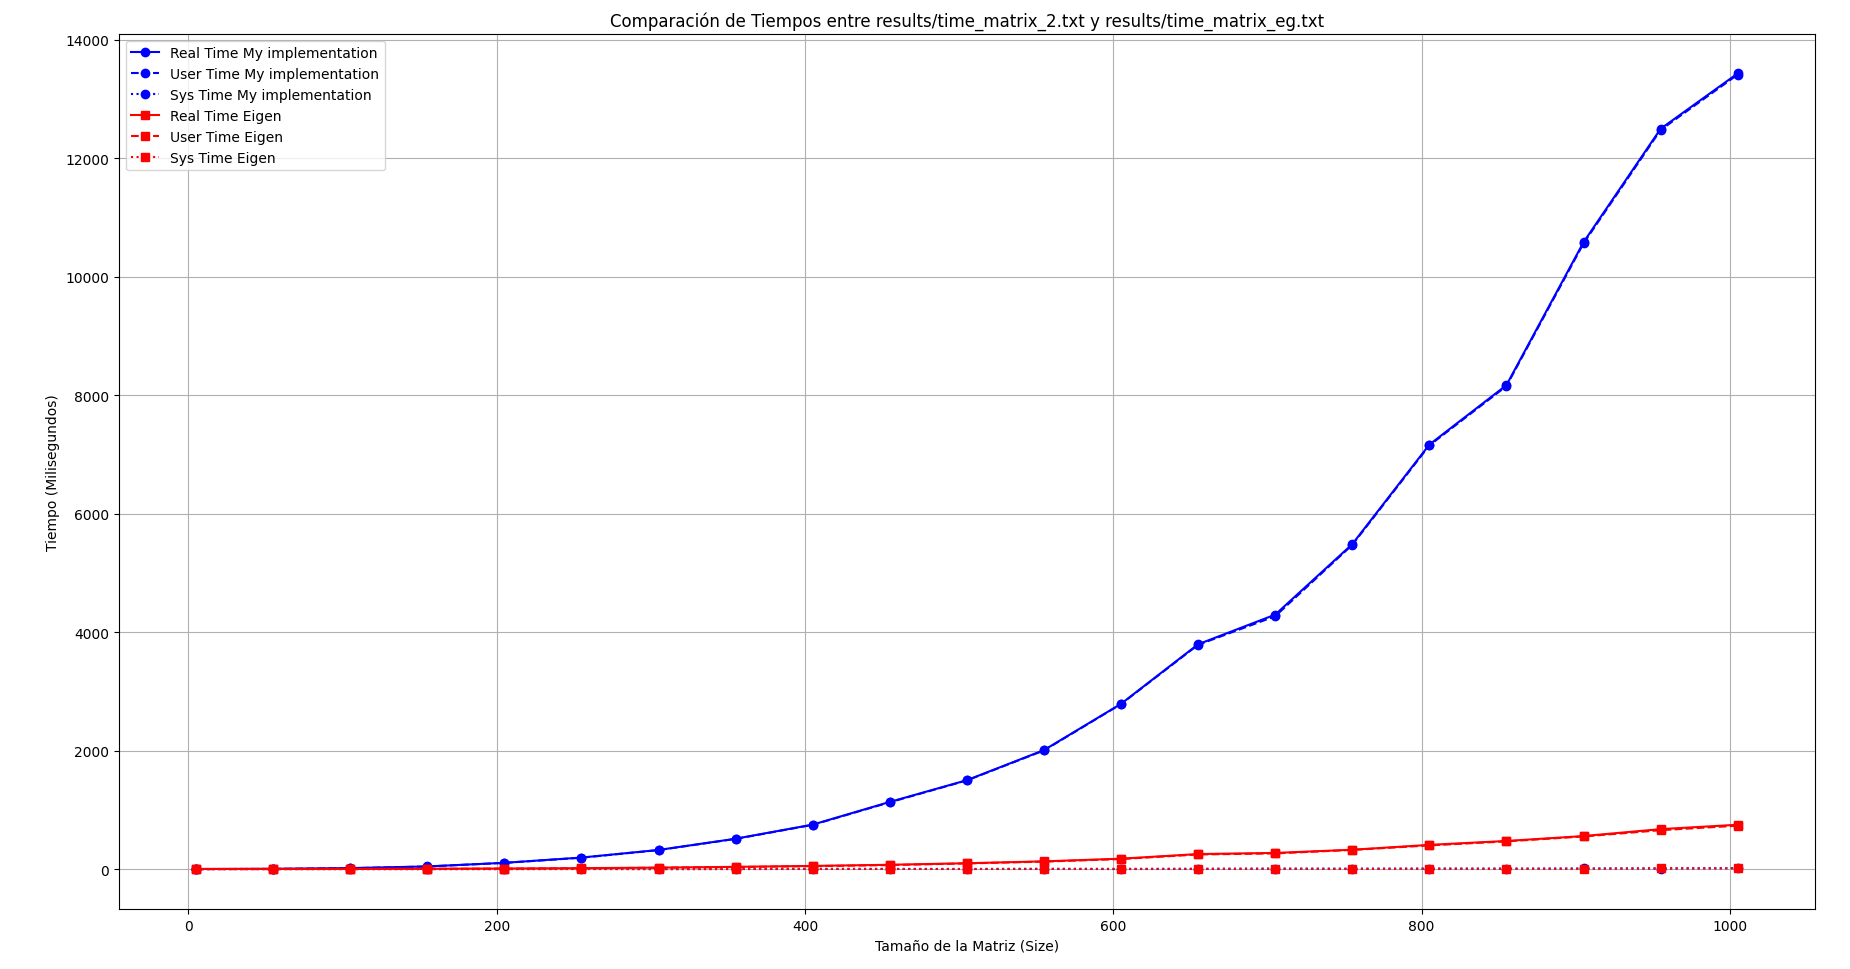 Comparación de Tiempos entre results/time_matrix_2.txt y results/time_matrix_eg.txt
Real Time My implementation
User Time My implementation
Sys Time My implementation
Real Time Eigen
User Time Eigen
Sys Time Eigen
Tiempo (Milisegundos)
14000
12000
10000
8000
6000
4000
2000
0
0
200
400
600
800
1000
Tamaño de la Matriz (Size)